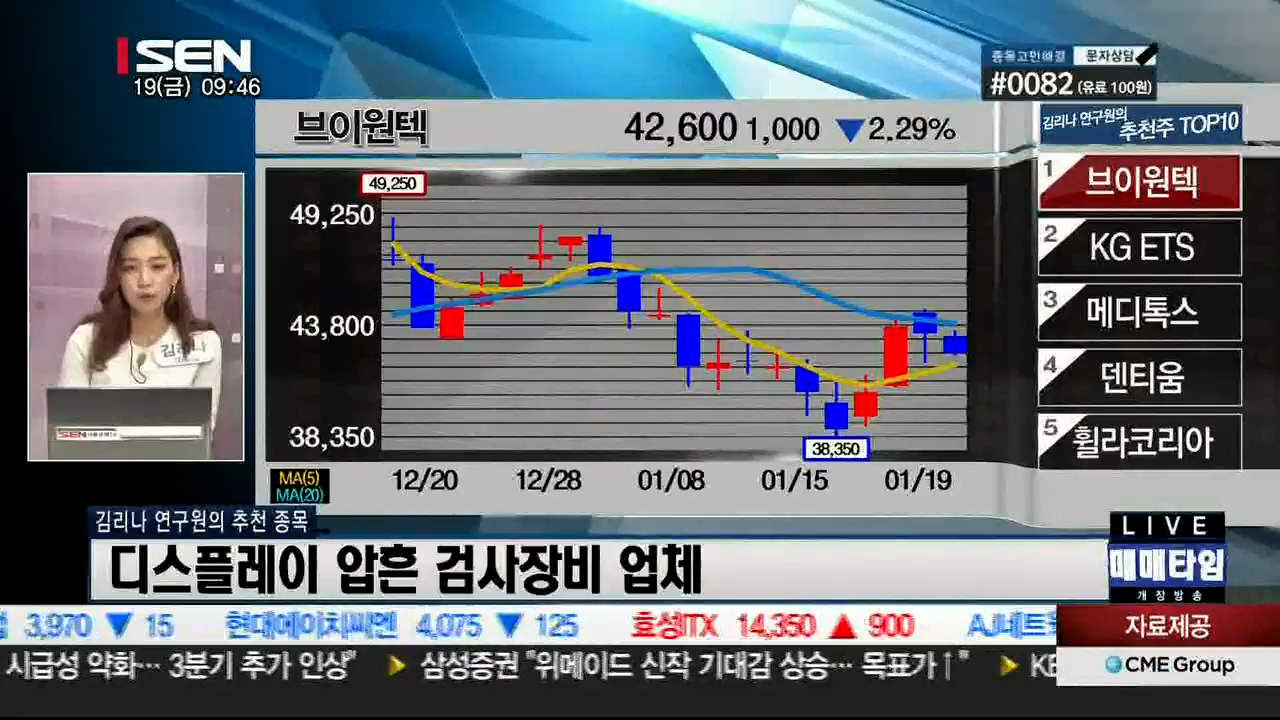 SEN
19(금) 09:46
종목고민해결 문자상담
#0082 (유료 100원)
브이원텍 42,600 1,000 ▼2.29%
김리나 연구원의
추천주 TOP10
1 브이원텍
2 KG ETS
3 메디톡스
4 덴티움
5 휠라코리아
49,250
49,250
43,800
38,350
38,350
MA(5)
MA(20)
12/20 12/28 01/08 01/15 01/19
김리나
SEN
김리나 연구원의 추천 종목
디스플레이 압흔 검사장비 업체
LIVE
매매타임
개장방송
3,970 ▼ 15 현대에이치씨엔 4,075 ▼ 125 효성ITX 14,350 ▲ 900 AJ네트
자료제공
시급성 약화… 3분기 추가 인상" ▶ 삼성증권 "위메이드 신작 기대감 상승… 목표가↑" ▶
CME Group